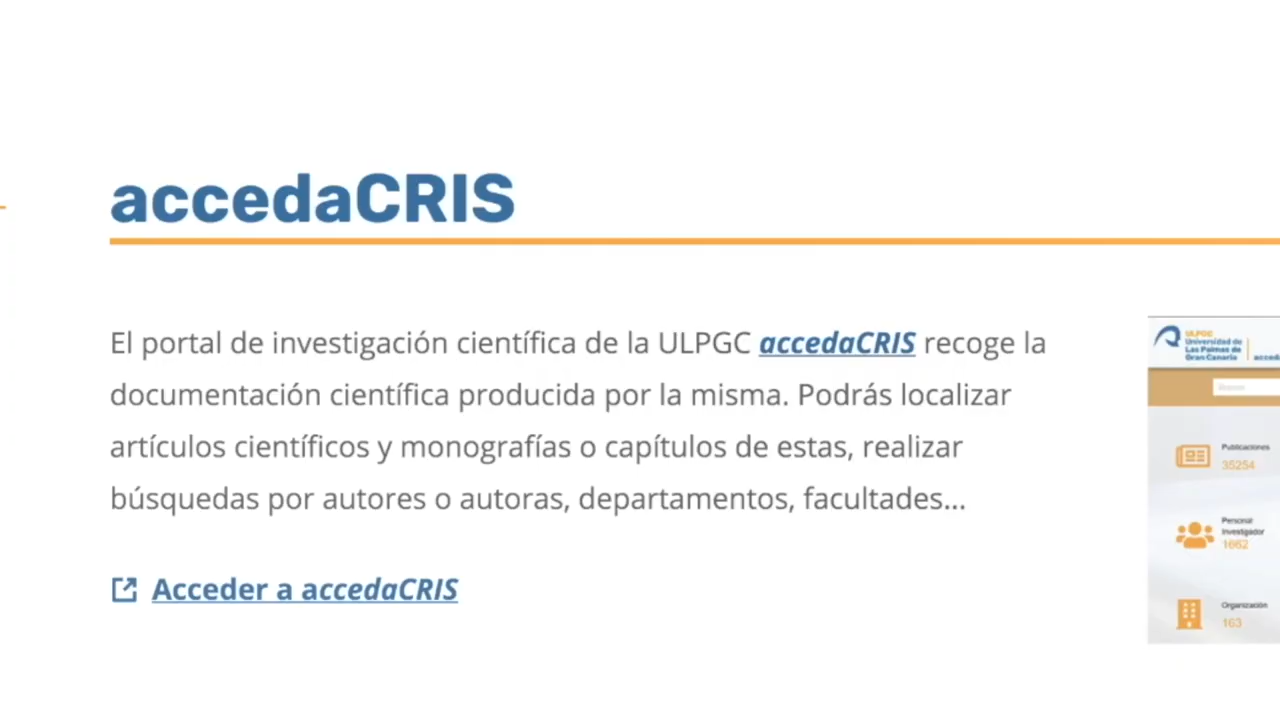 accedaCRIS
El portal de investigación científica de la ULPGC accedaCRIS recoge la
documentación científica producida por la misma. Podrás localizar
artículos científicos y monografías o capítulos de estas, realizar
búsquedas por autores o autoras, departamentos, facultades...
Acceder a accedaCRIS
ULPGC
Universidad de
Las Palmas de
Gran Canaria
acceda
Buscar
Publicaciones
35254
Personal
Investigador
1662
Organización
163